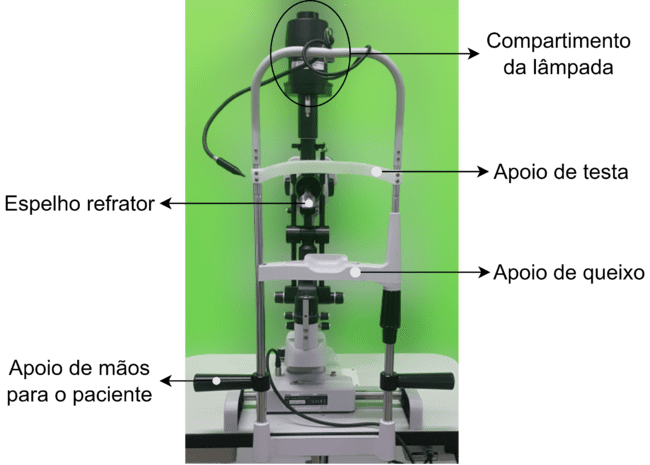 Compartimento
da lâmpada
Apoio de testa
Espelho refrator
Apoio de queixo
Apoio de mãos
para o paciente